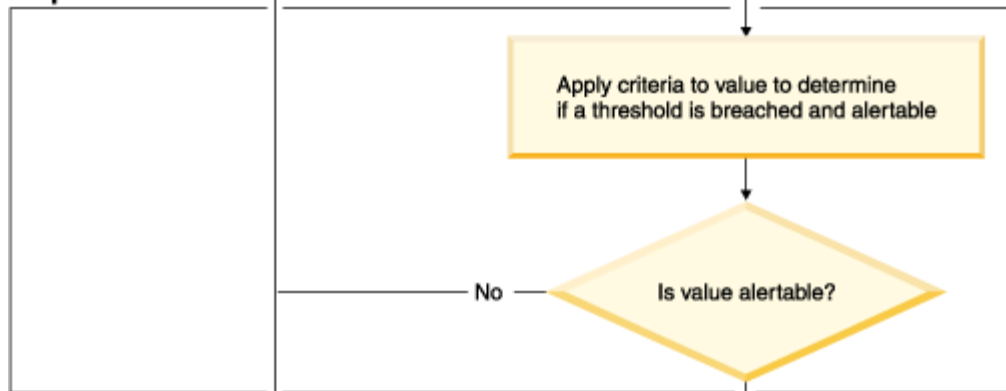 Apply criteria to value to determine
if a threshold is breached and alertable
No
Is value alertable?